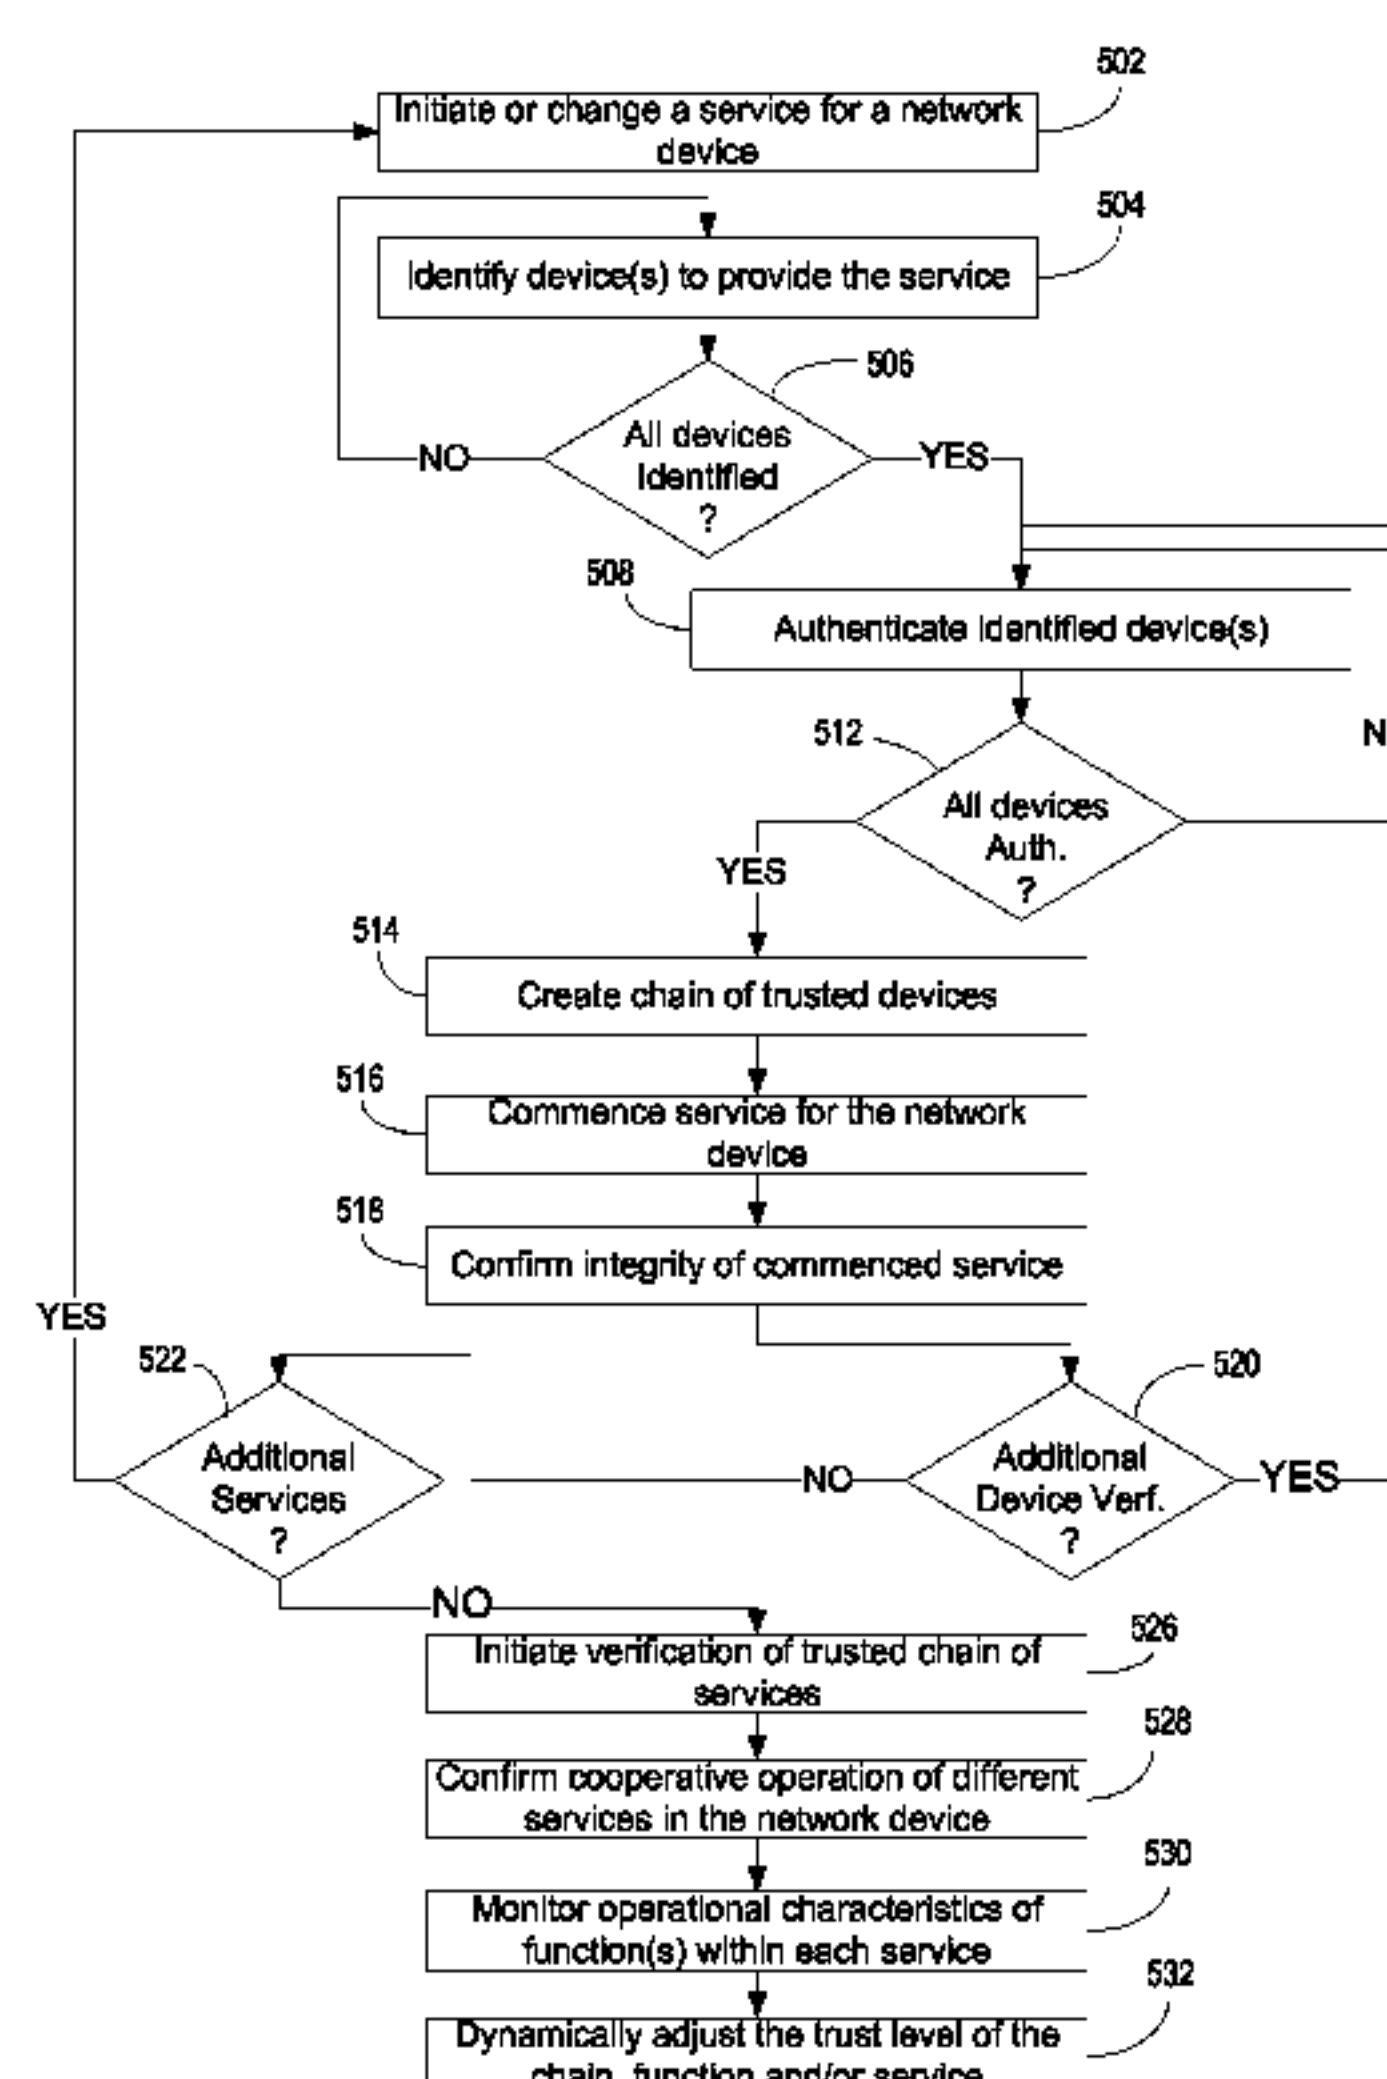 502
Initiate or change a service for a network
device
504
Identify device(s) to provide the service
506
All devices
Identified
?
NO
YES
508
Authenticate identified device(s)
512
All devices
Auth.
?
YES
514
Create chain of trusted devices
516
Commence service for the network
device
518
Confirm integrity of commenced service
YES
522
Additional
Services
?
NO
520
Additional
Device Verf.
?
YES
NO
526
Initiate verification of trusted chain of
services
528
Confirm cooperative operation of different
services in the network device
530
Monitor operational characteristics of
function(s) within each service
532
Dynamically adjust the trust level of the
chain, function and/or service